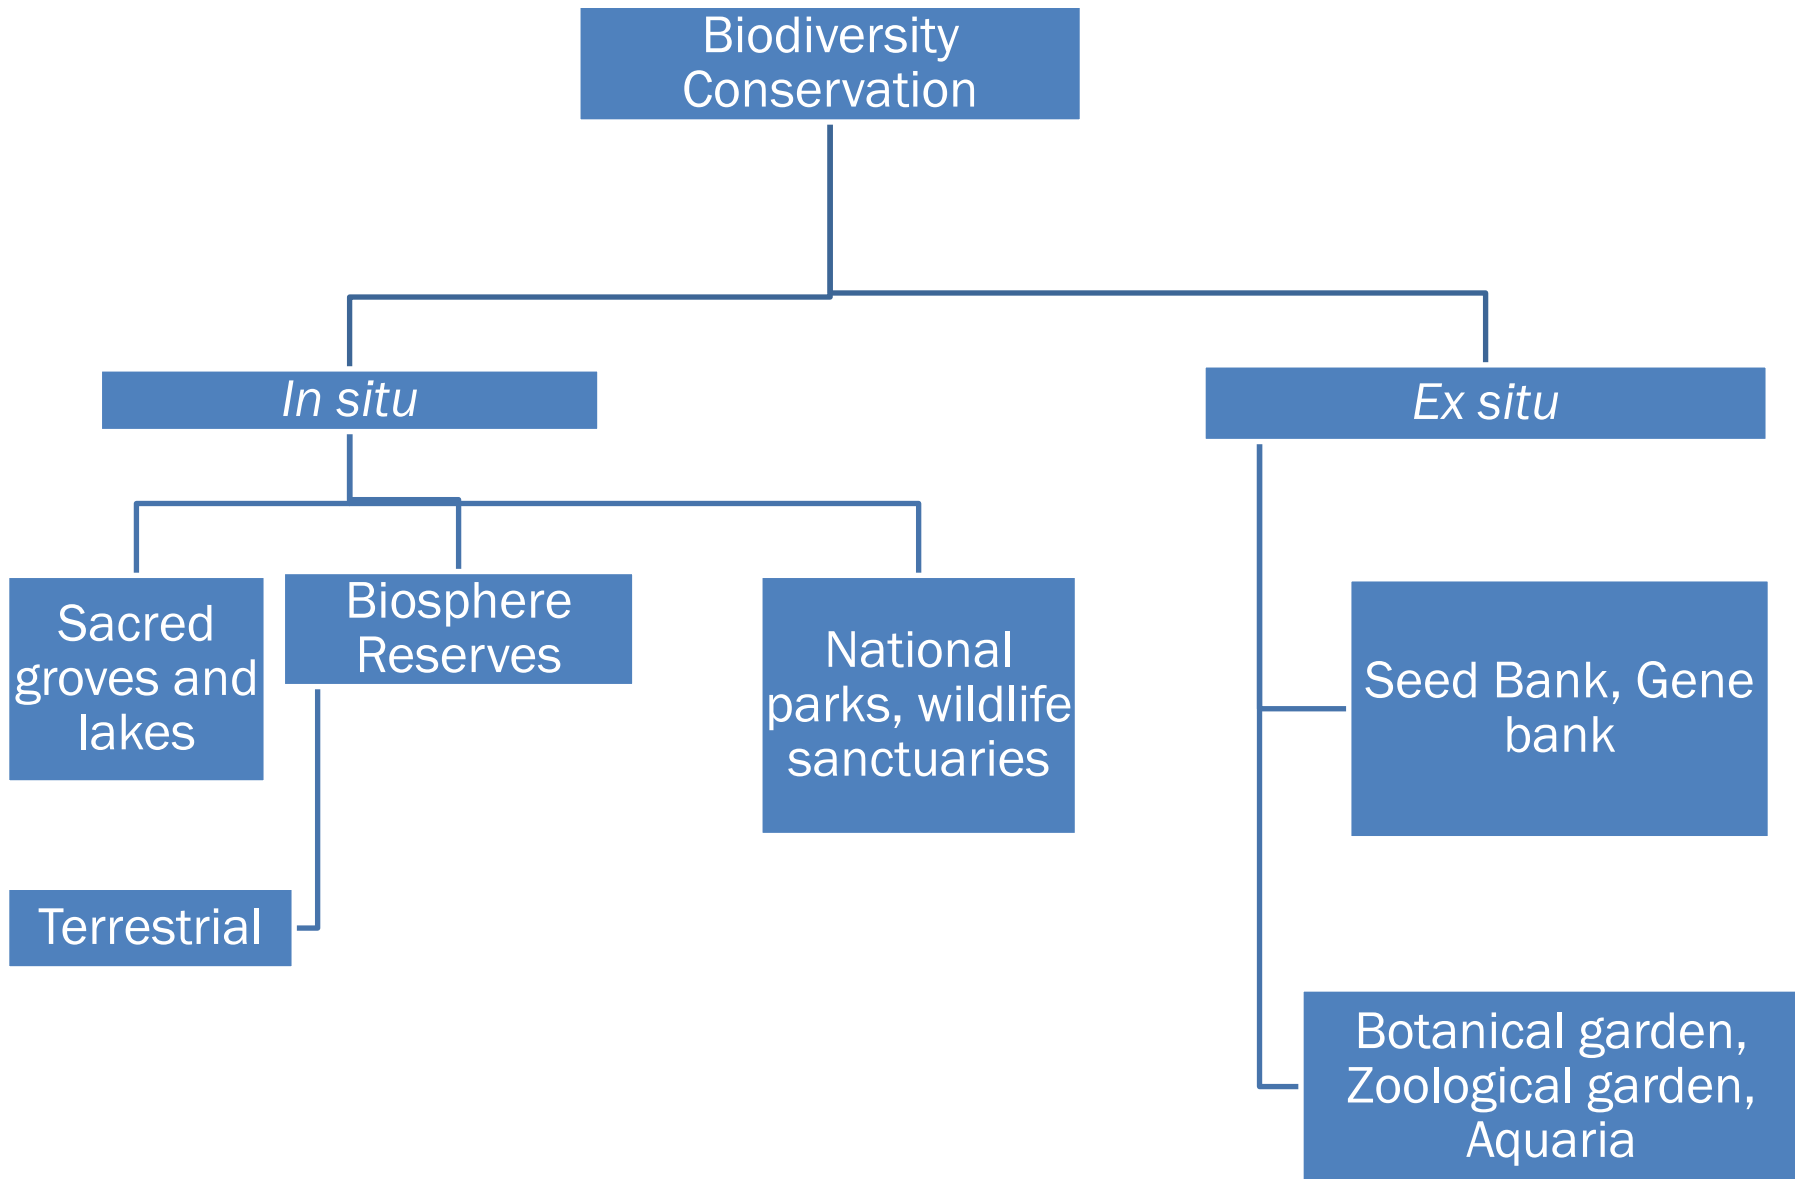 Biodiversity
Conservation
In situ
Ex situ
Sacred
groves and
lakes
Biosphere
Reserves
National
parks, wildlife
sanctuaries
Seed Bank, Gene
bank
Terrestrial
Botanical garden,
Zoological garden,
Aquaria